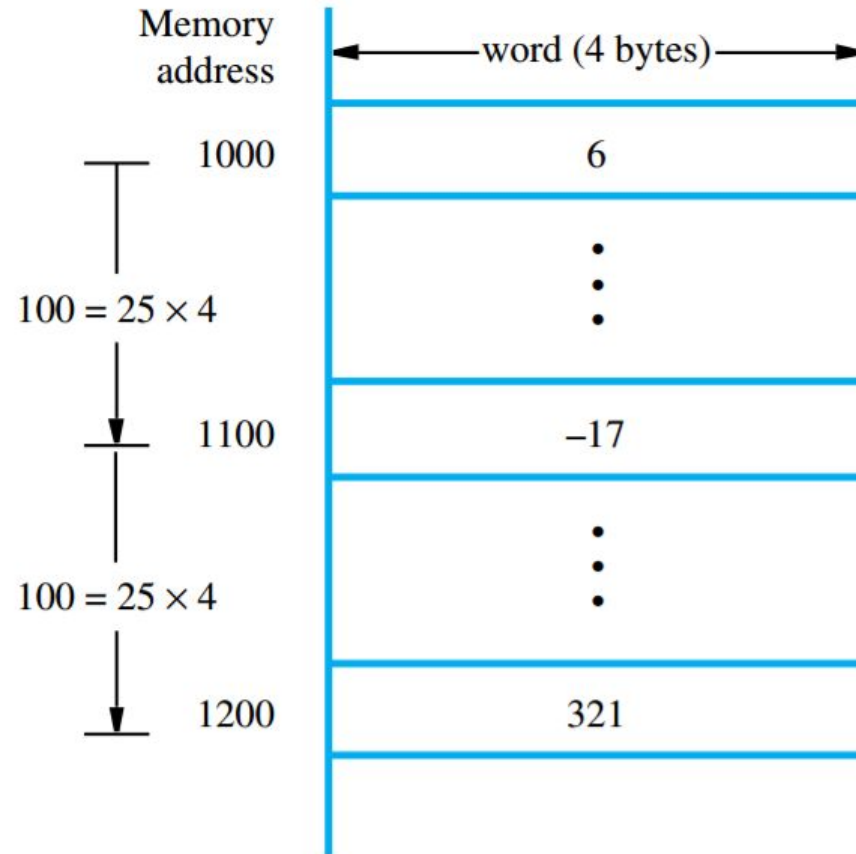 Memory
address
word (4 bytes)
1000
6
100 = 25 × 4
1100
–17
100 = 25 × 4
1200
321